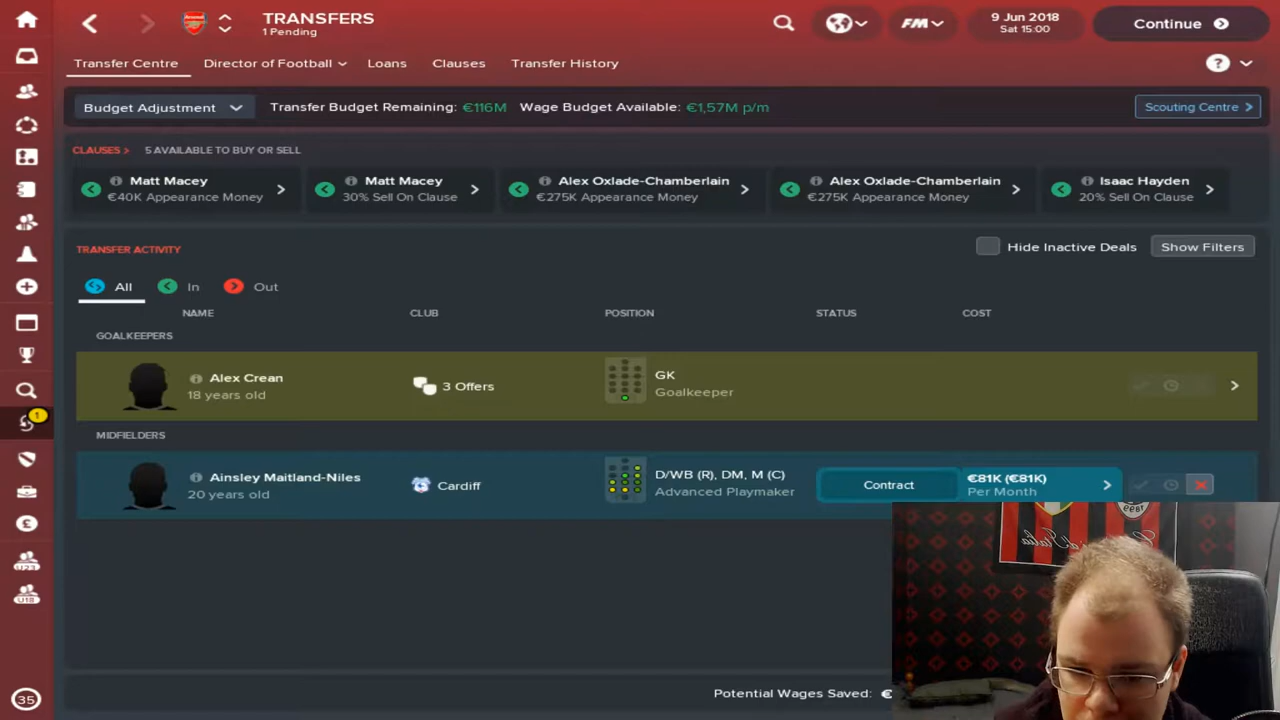 TRANSFERS
1 Pending
FM
9 Jun 2018
Sat 15:00
Continue
Transfer Centre
Director of Football
Loans
Clauses
Transfer History
?
Budget Adjustment
Transfer Budget Remaining: €116M
Wage Budget Available: €1,57M p/m
Scouting Centre >
CLAUSES >
5 AVAILABLE TO BUY OR SELL
Matt Macey
€40K Appearance Money
Matt Macey
30% Sell On Clause
Alex Oxlade-Chamberlain
€275K Appearance Money
Alex Oxlade-Chamberlain
€275K Appearance Money
Isaac Hayden
20% Sell On Clause
TRANSFER ACTIVITY
Hide Inactive Deals
Show Filters
All
In
Out
NAME
CLUB
POSITION
STATUS
COST
GOALKEEPERS
Alex Crean
18 years old
3 Offers
GK
Goalkeeper
MIDFIELDERS
1
Ainsley Maitland-Niles
20 years old
Cardiff
D/WB (R), DM, M (C)
Advanced Playmaker
Contract
€81K (€81K)
Per Month
U23
U18
35
Potential Wages Saved: €